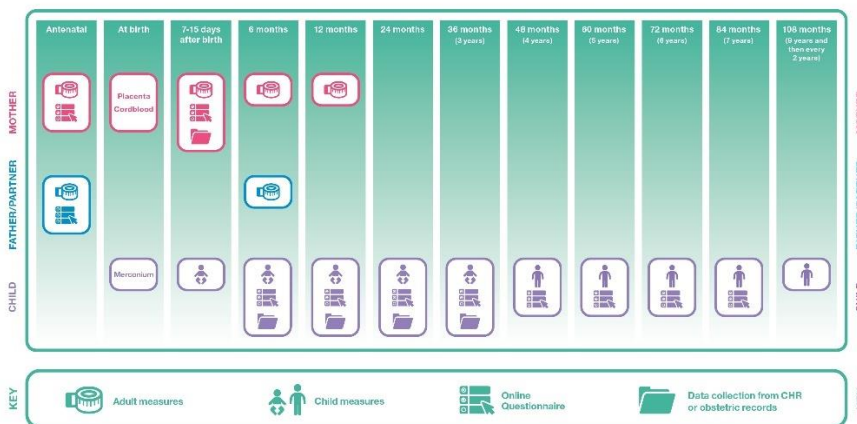 Antenatal
At birth
7-15 days
after birth
6 months
12 months
24 months
36 months
(3 years)
48 months
(4 years)
60 months
(5 years)
72 months
(6 years)
84 months
(7 years)
108 months
(9 years and
then every
2 years)
MOTHER
Placenta
Cordblood
FATHER/PARTNER
CHILD
Merconium
KEY
Adult measures
Child measures
Online
Questionnaire
Data collection from CHR
or obstetric records